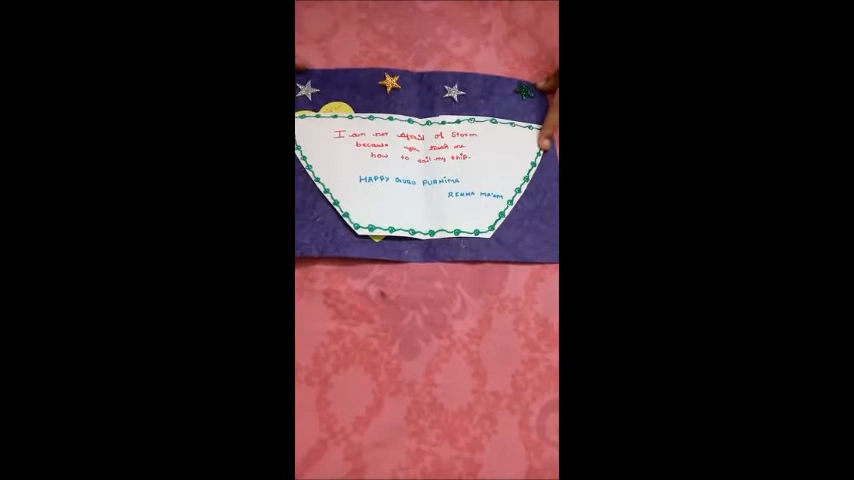 I am not afraid of Storm
because you teach me
how to sail my ship.
HAPPY GURU PURNIMA
REKHA MA'AM